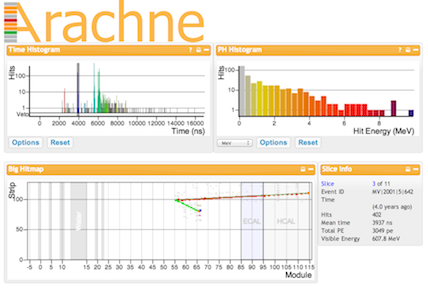 Arachne
Time Histogram
?
PH Histogram
?
Hits
100
10
1
Veto
0
2000
4000
6000
8000
10000
12000
14000
16000
Time (ns)
Options
Reset
Hits
100
10
1
0
2
4
6
8
Hit Energy (MeV)
MeV
Options
Reset
Big Hitmap
Strip
100
50
0
ECAL
HCAL
-5 0 5 10 15 20 25 30 35 40 45 50 55 60 65 70 75 80 85 90 95 100 105 110 115
Module
Slice Info
Slice 3 of 11
Event ID MV|2001(5):642
Time
(4.0 years ago)
Hits 402
Mean time 3937 ns
Total PE 3049 pe
Visible Energy 607.8 MeV